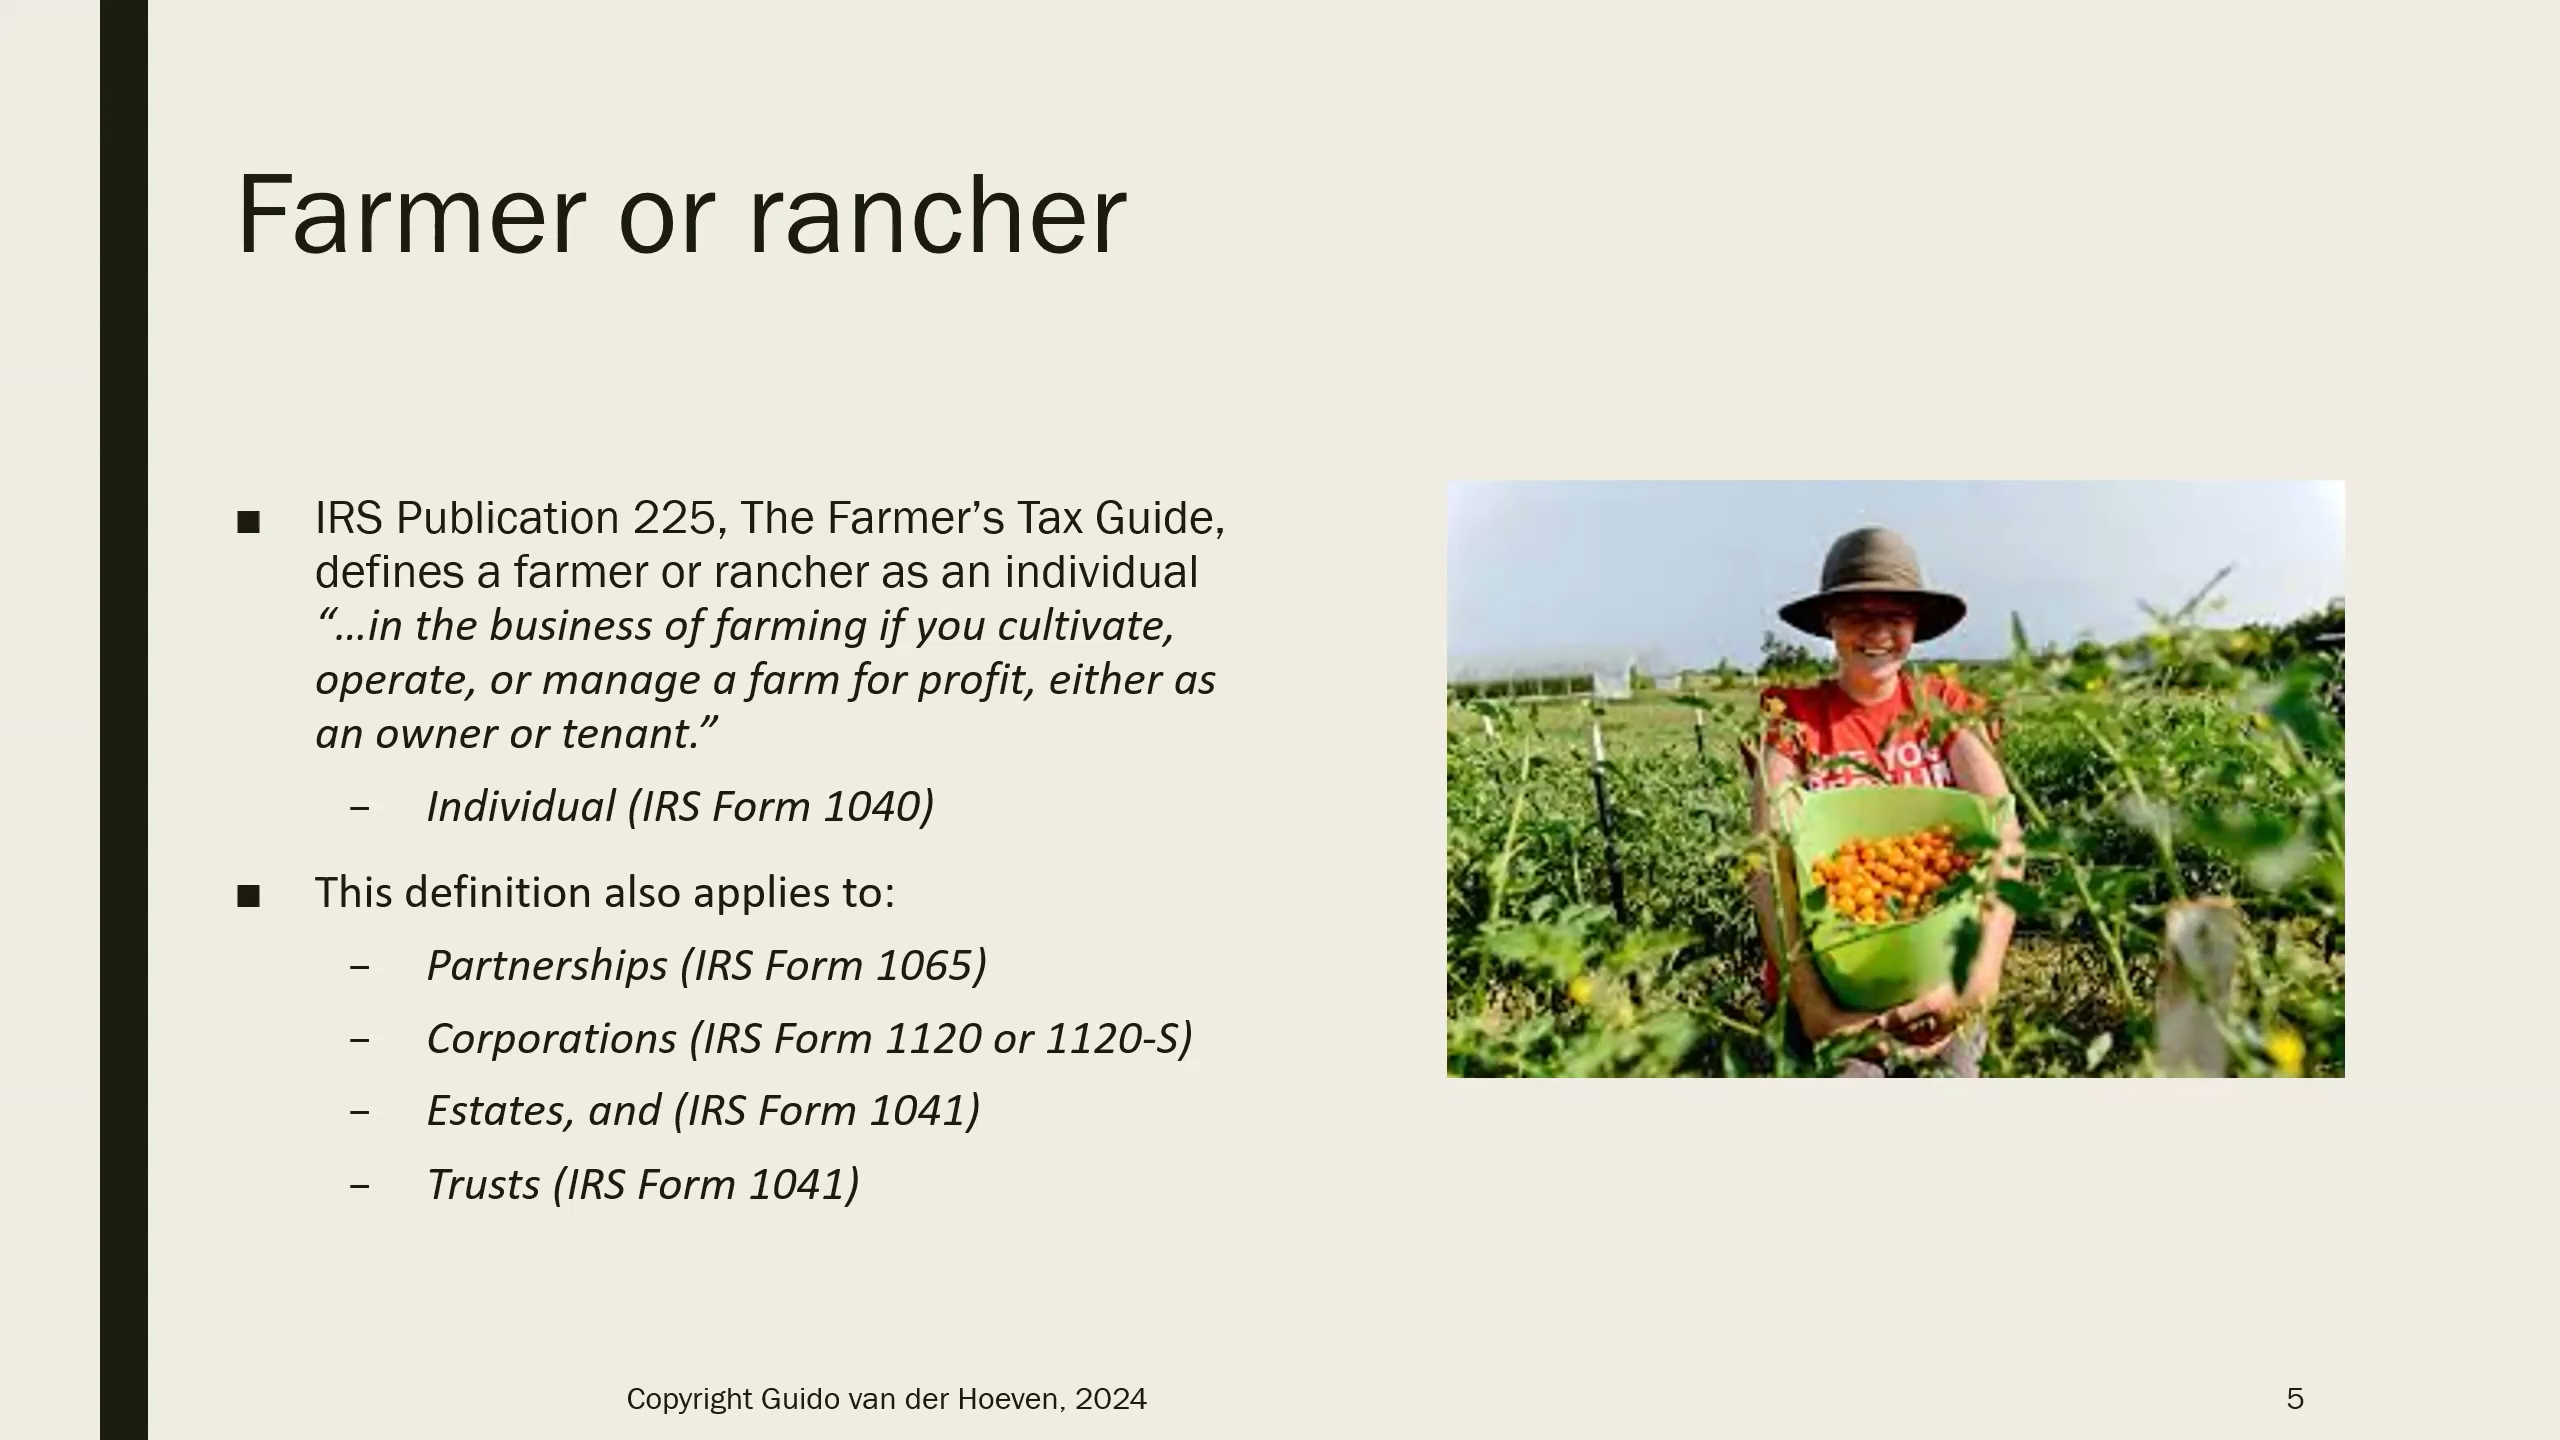 Farmer or rancher
■ IRS Publication 225, The Farmer’s Tax Guide,
defines a farmer or rancher as an individual
“…in the business of farming if you cultivate,
operate, or manage a farm for profit, either as
an owner or tenant.”
– Individual (IRS Form 1040)
■ This definition also applies to:
– Partnerships (IRS Form 1065)
– Corporations (IRS Form 1120 or 1120-S)
– Estates, and (IRS Form 1041)
– Trusts (IRS Form 1041)
Copyright Guido van der Hoeven, 2024
5